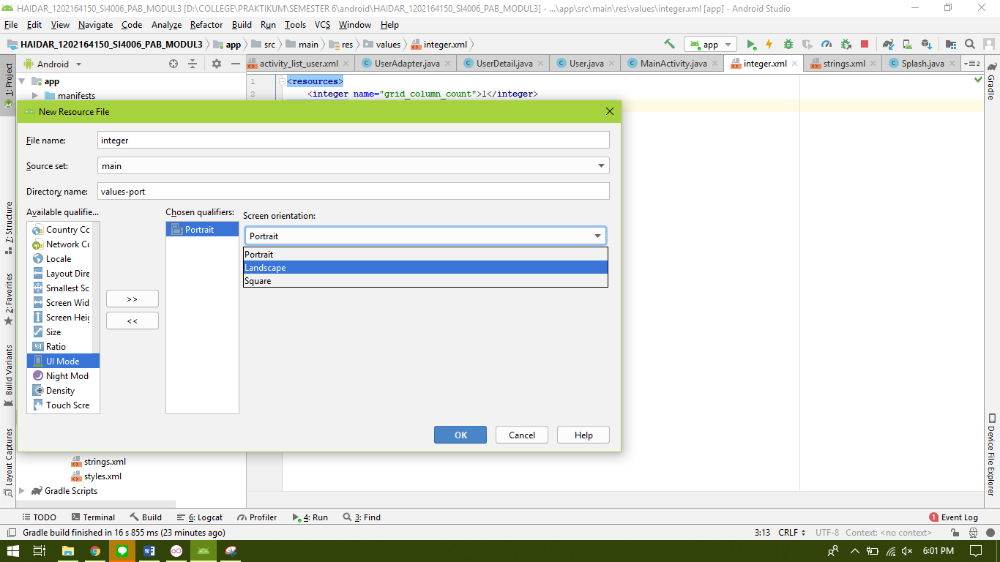 HAIDAR_1202164150_SI4006_PAB_MODUL3 [D:\COLLEGE\PRAKTIKUM\SEMESTER 6\android\HAIDAR_1202164150_SI4006_PAB_MODUL3] - ...\app\src\main\res\values\integer.xml [app] - Android Studio
File Edit View Navigate Code Analyze Refactor Build Run Tools VCS Window Help
HAIDAR_1202164150_SI4006_PAB_MODUL3 app src main res values integer.xml app
Android activity_list_user.xml UserAdapter.java UserDetail.java User.java MainActivity.java integer.xml strings.xml Splash.java 2
1: Project
Gradle
app
manifests
1 <resources>
2 <integer name="grid_column_count">1</integer>
New Resource File
File name: integer
Source set: main
Directory name: values-port
Available qualifie...
Country Co
Network Co
Locale
Layout Dire
Smallest Sc
Screen Wid
Screen Heig
Size
Ratio
UI Mode
Night Mod
Density
Touch Scre
>>
<<
Chosen qualifiers:
Portrait
Screen orientation:
Portrait
Portrait
Landscape
Square
OK Cancel Help
7: Structure
2: Favorites
Build Variants
Layout Captures
Device File Explorer
strings.xml
styles.xml
Gradle Scripts
TODO Terminal Build 6: Logcat Profiler 4: Run 3: Find 1 Event Log
Gradle build finished in 16 s 855 ms (23 minutes ago) 3:13 CRLF UTF-8 Context: <no context>
6:01 PM